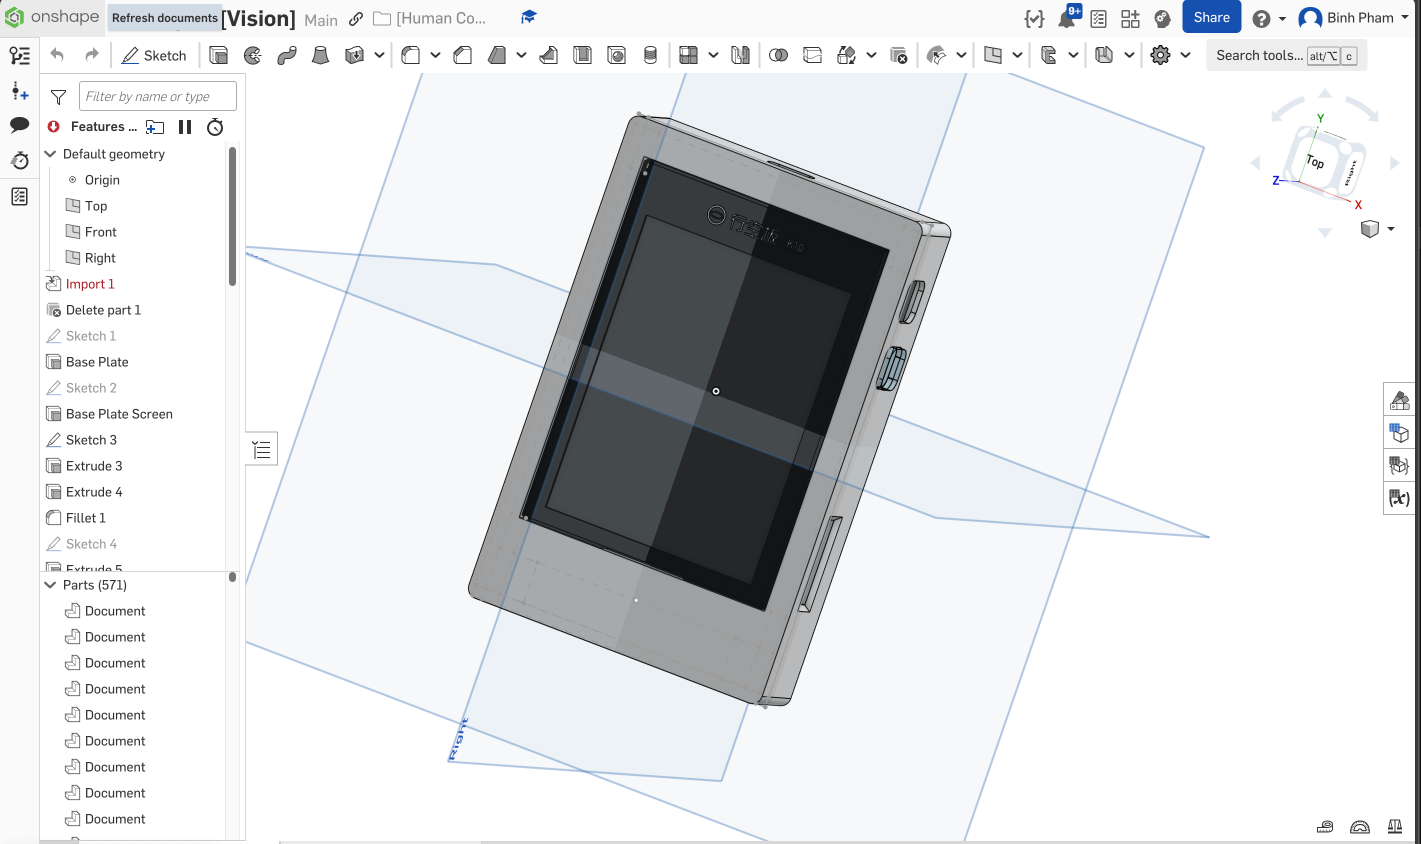 onshape
Refresh documents
[Vision]
Main
[Human Co...
9+
Share
Binh Pham
Sketch
Search tools...
alt/⌥
c
Filter by name or type
Features ...
Default geometry
Origin
Top
Front
Right
Import 1
Delete part 1
Sketch 1
Base Plate
Sketch 2
Base Plate Screen
Sketch 3
Extrude 3
Extrude 4
Fillet 1
Sketch 4
Extrude 5
Parts (571)
Document
Document
Document
Document
Document
Document
Document
Document
Document
Y
Top
Right
Z
X
K10
Right